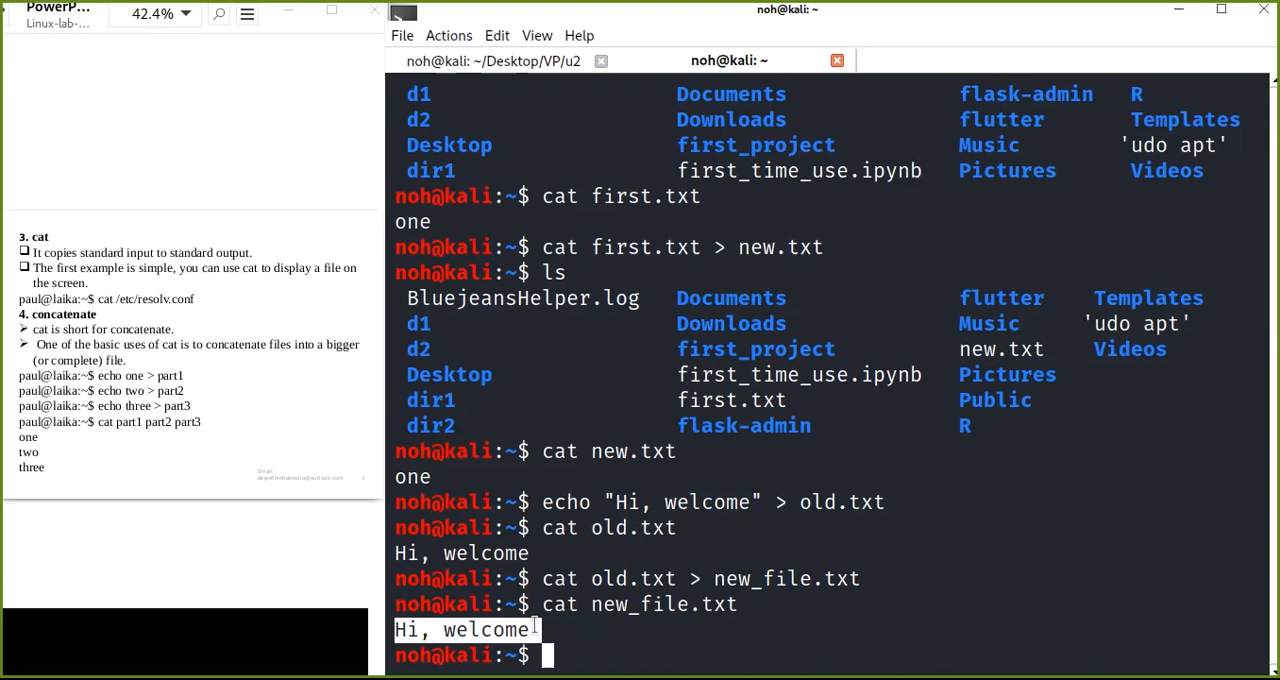 PowerP...
Linux-lab-...
42.4%
3. cat
It copies standard input to standard output.
The first example is simple, you can use cat to display a file on
the screen.
paul@laika:~$ cat /etc/resolv.conf
4. concatenate
cat is short for concatenate.
One of the basic uses of cat is to concatenate files into a bigger
(or complete) file.
paul@laika:~$ echo one > part1
paul@laika:~$ echo two > part2
paul@laika:~$ echo three > part3
paul@laika:~$ cat part1 part2 part3
one
two
three
Email
3
noh@kali: ~
File Actions Edit View Help
noh@kali: ~/Desktop/VP/u2 noh@kali: ~
d1 Documents flask-admin R
d2 Downloads flutter Templates
Desktop first_project Music 'udo apt'
dir1 first_time_use.ipynb Pictures Videos
noh@kali:~$ cat first.txt
one
noh@kali:~$ cat first.txt > new.txt
noh@kali:~$ ls
BluejeansHelper.log Documents flutter Templates
d1 Downloads Music 'udo apt'
d2 first_project new.txt Videos
Desktop first_time_use.ipynb Pictures
dir1 first.txt Public
dir2 flask-admin R
noh@kali:~$ cat new.txt
one
noh@kali:~$ echo "Hi, welcome" > old.txt
noh@kali:~$ cat old.txt
Hi, welcome
noh@kali:~$ cat old.txt > new_file.txt
noh@kali:~$ cat new_file.txt
Hi, welcome
noh@kali:~$